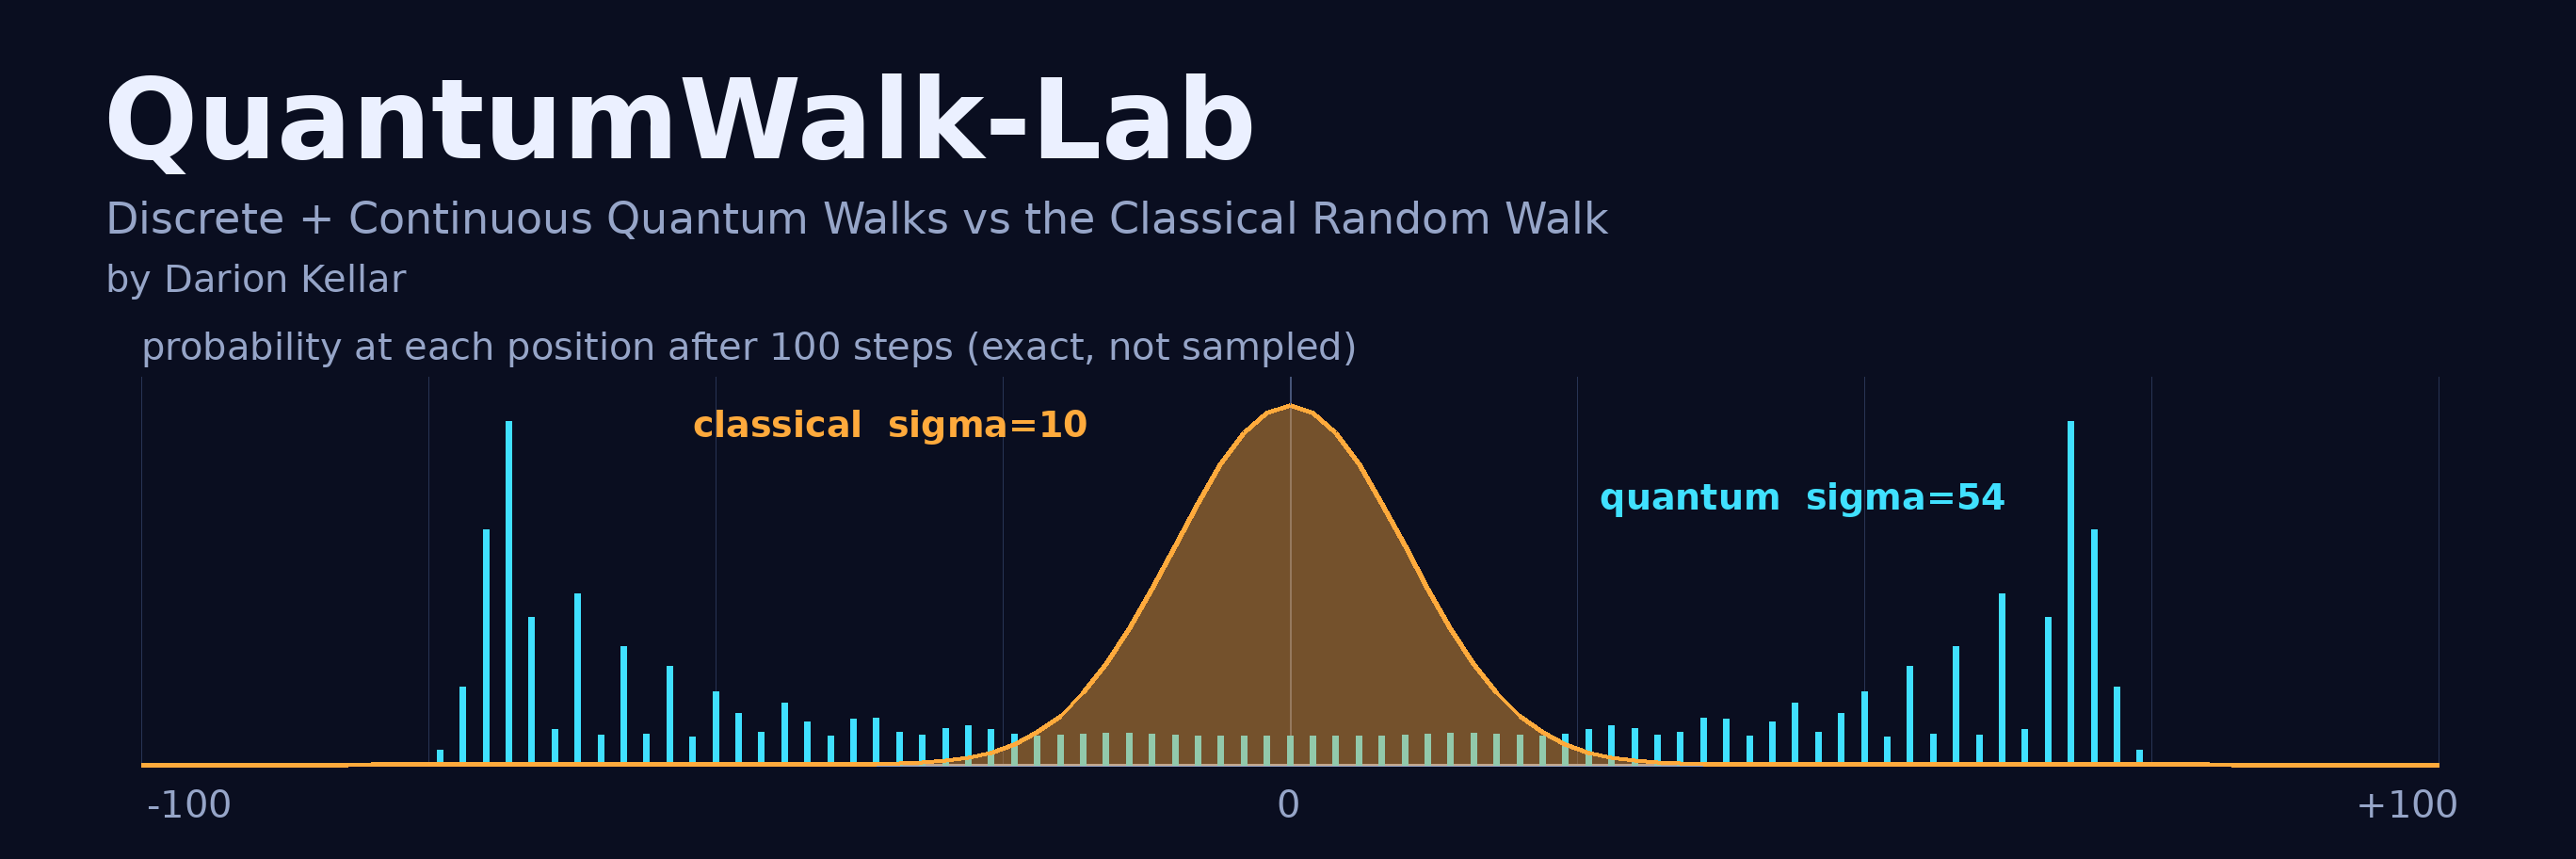 QuantumWalk-Lab
Discrete + Continuous Quantum Walks vs the Classical Random Walk
by Darion Kellar
probability at each position after 100 steps (exact, not sampled)
classical  sigma=10
quantum  sigma=54
-100
0
+100